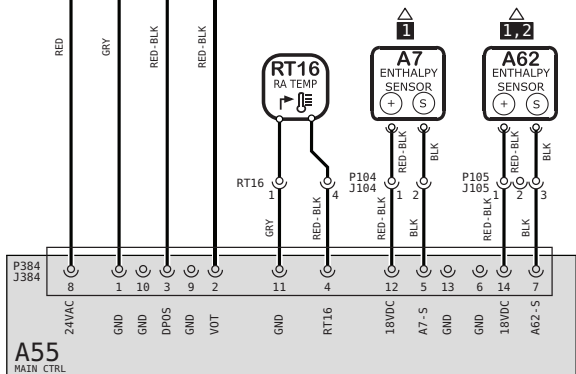 1
1,2
RED
GRY
RED-BLK
RED-BLK
RT16
RA TEMP
A7
ENTHALPY
SENSOR
+ S
A62
ENTHALPY
SENSOR
+ S
RED-BLK
BLK
RED-BLK
BLK
RT16
1
4
P104
J104
1
2
P105
J105
1
2
3
GRY
RED-BLK
RED-BLK
BLK
RED-BLK
BLK
P384
J384
8 1 10 3 9 2 11 4 12 5 13 6 14 7
24VAC
GND
GND
DPOS
GND
VOT
GND
RT16
18VDC
A7-S
GND
GND
18VDC
A62-S
A55
MAIN CTRL